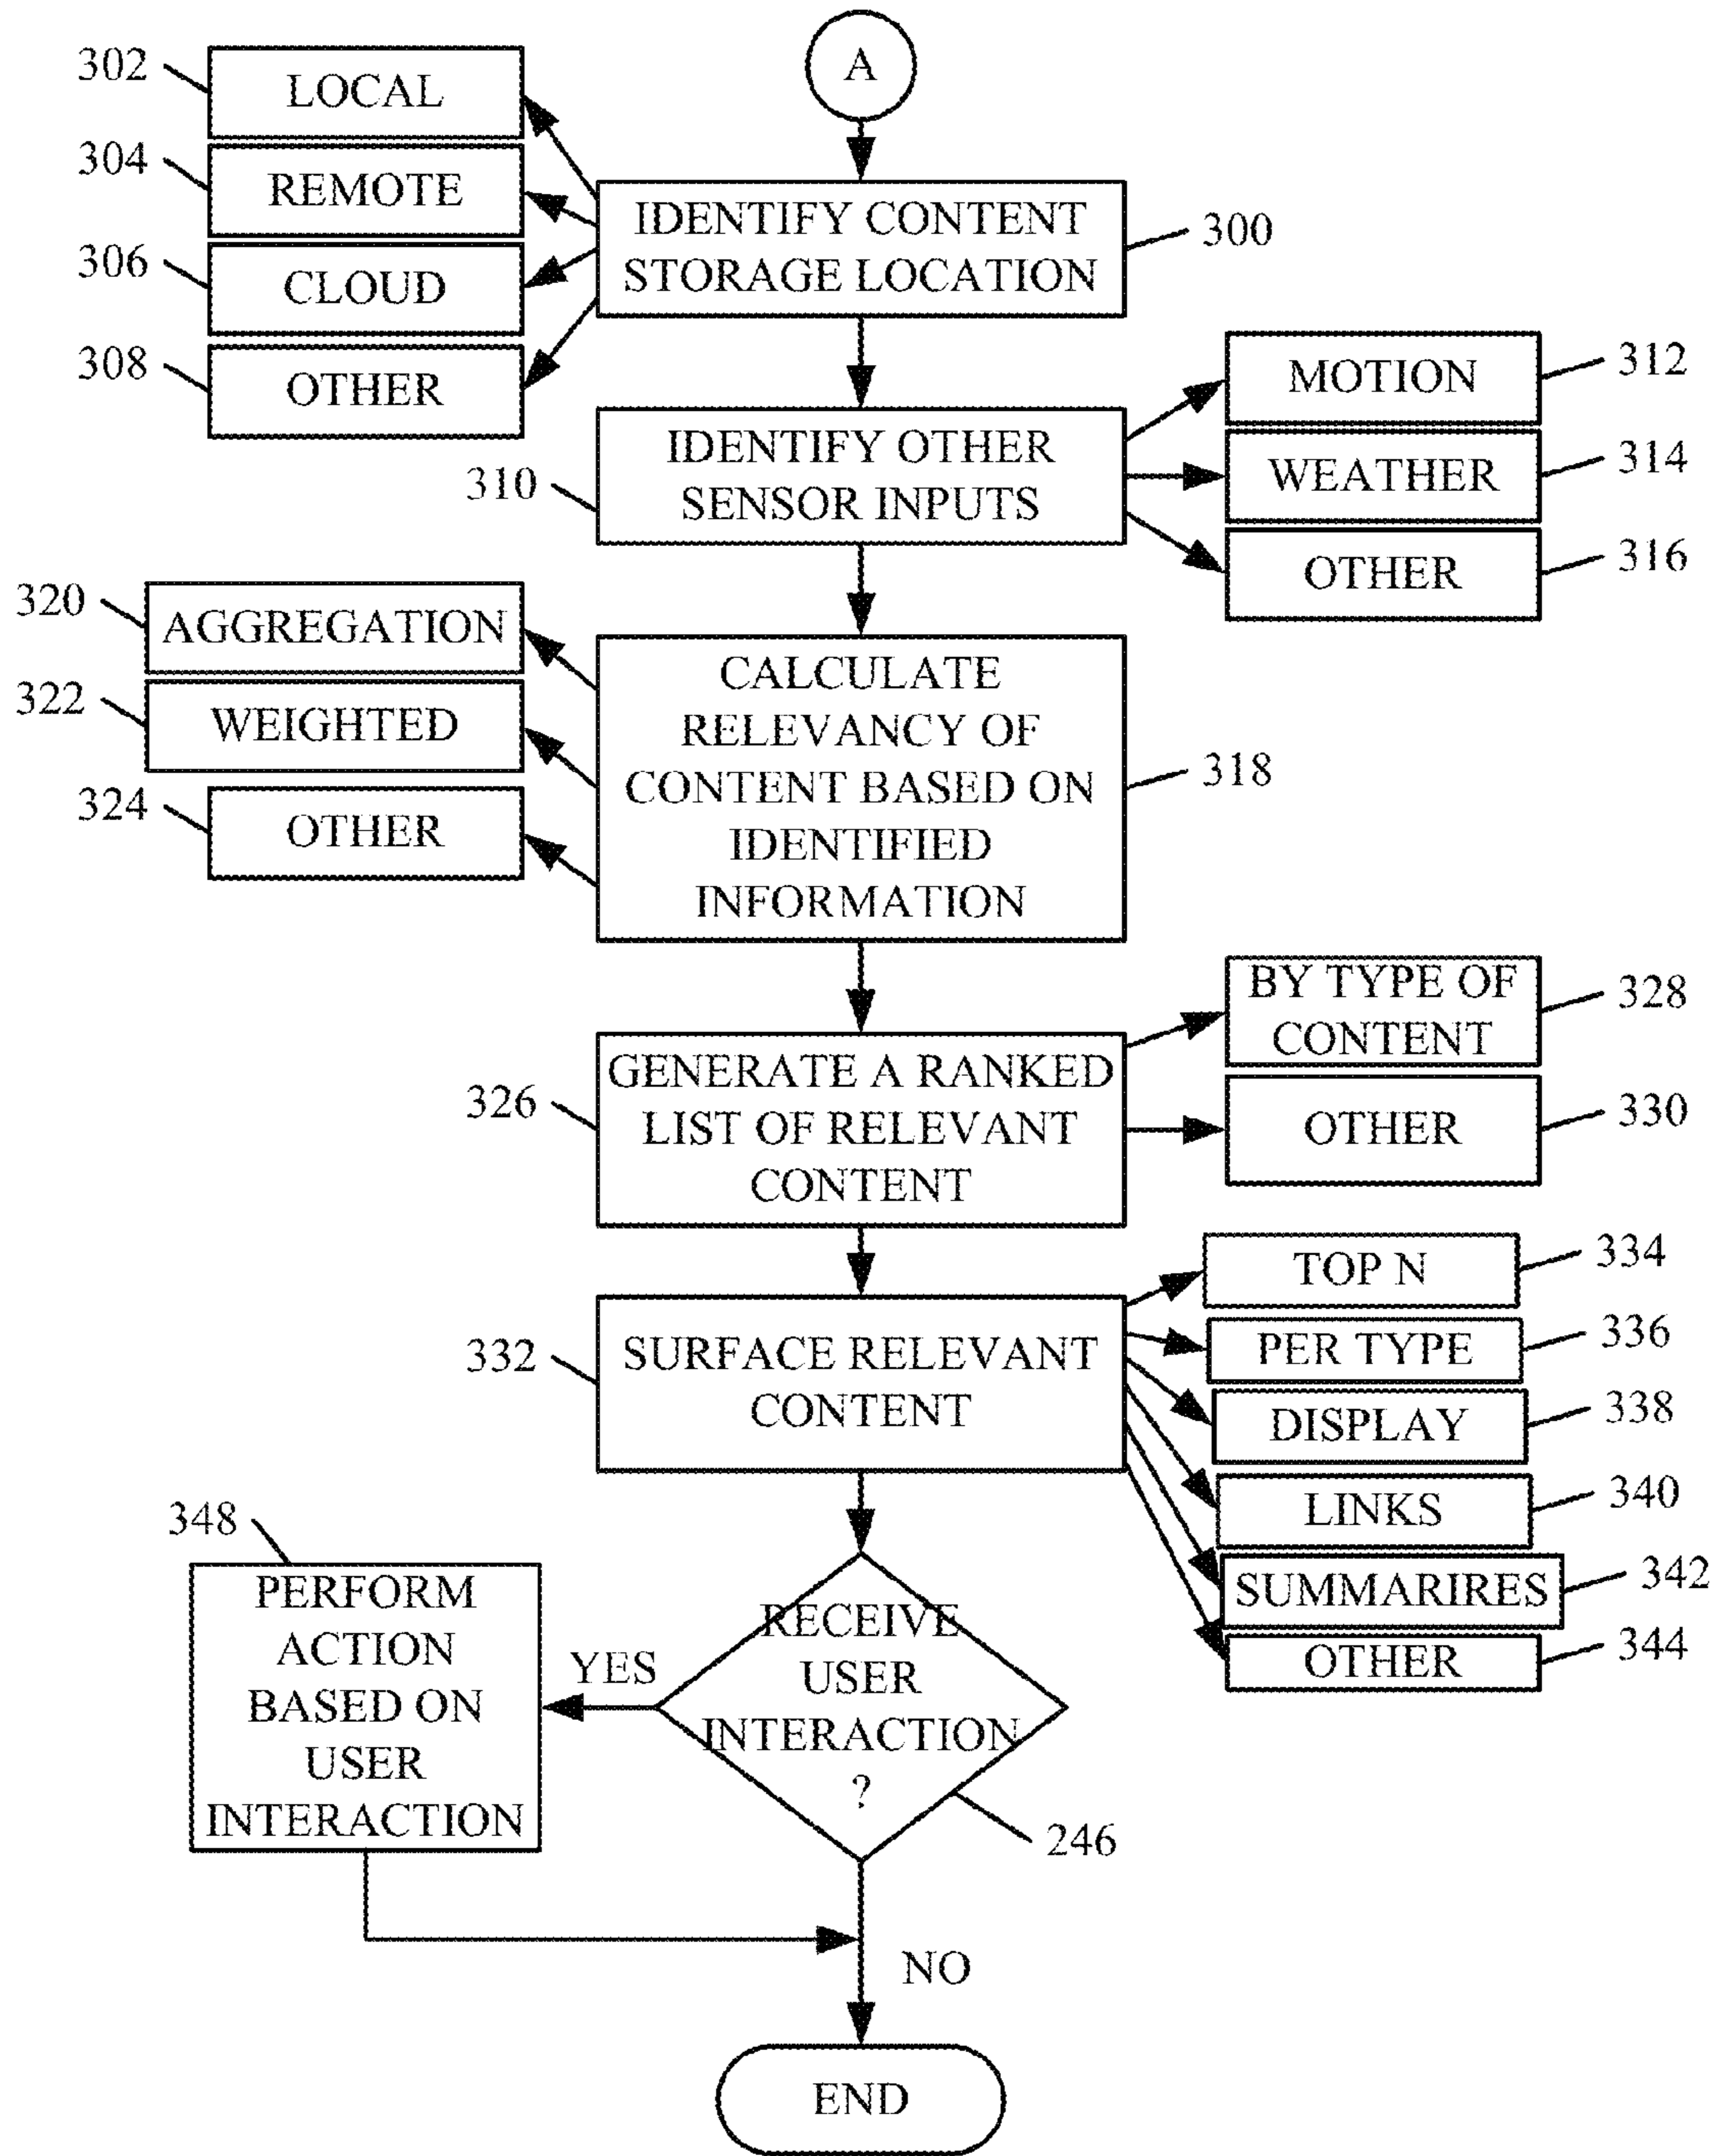 A
302
LOCAL
304
REMOTE
306
CLOUD
308
OTHER
IDENTIFY CONTENT
STORAGE LOCATION
300
312
MOTION
314
WEATHER
316
OTHER
310
IDENTIFY OTHER
SENSOR INPUTS
320
AGGREGATION
322
WEIGHTED
324
OTHER
CALCULATE
RELEVANCY OF
CONTENT BASED ON
IDENTIFIED
INFORMATION
318
BY TYPE OF
CONTENT
328
OTHER
330
326
GENERATE A RANKED
LIST OF RELEVANT
CONTENT
332
SURFACE RELEVANT
CONTENT
TOP N
334
PER TYPE
336
DISPLAY
338
LINKS
340
SUMMARIRES
342
OTHER
344
348
PERFORM
ACTION
BASED ON
USER
INTERACTION
YES
RECEIVE
USER
INTERACTION
?
246
NO
END